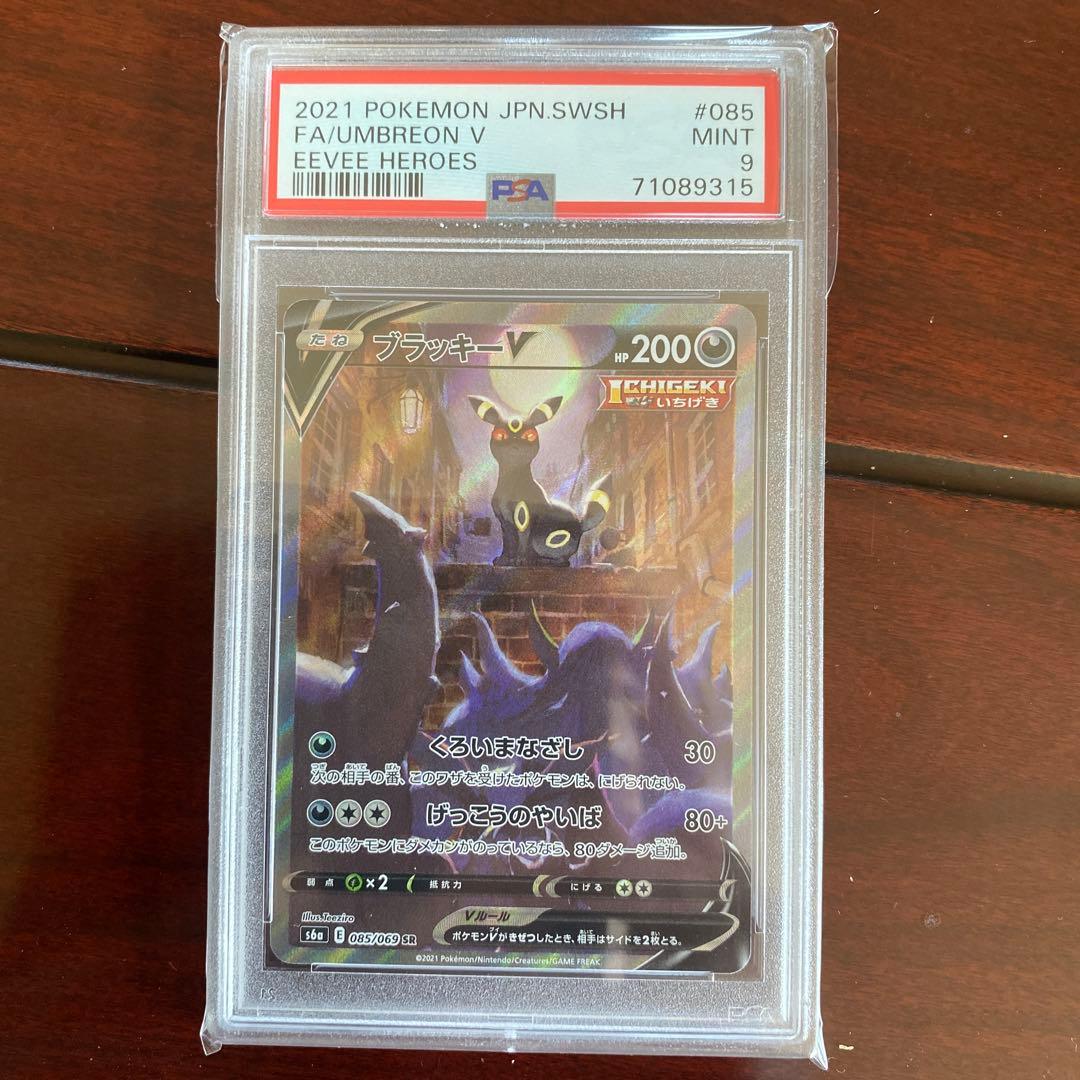 2021 POKEMON JPN.SWSH #085
FA/UMBREON V MINT
EEVEE HEROES 9
PSA 71089315
たね ブラッキーV HP 200
ICHIGEKI
いちげき
くろいまなざし 30
次の相手の番、このワザを受けたポケモンは、にげられない。
げっこうのやいば 80+
このポケモンにダメカンがのっているなら、80ダメージ追加。
弱点 ×2 抵抗力 にげる
Illus.Teeziro
Vルール
s6a E 085/069 SR
ポケモンVがきぜつしたとき、相手はサイドを2枚とる。
©2021 Pokémon/Nintendo/Creatures/GAME FREAK